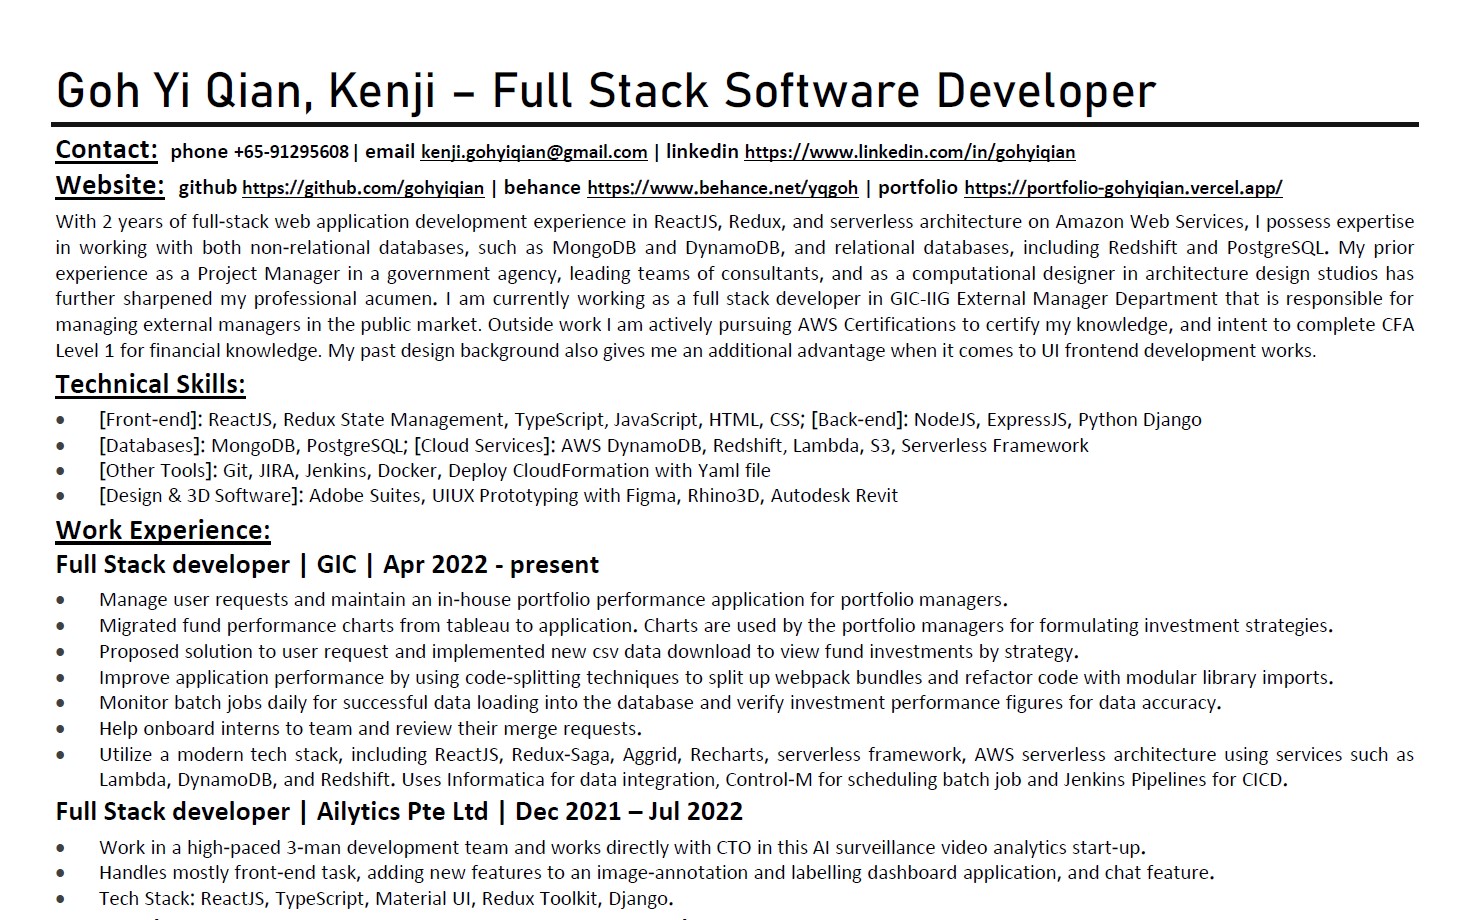 Goh Yi Qian, Kenji – Full Stack Software Developer
Contact: phone +65-91295608 | email kenji.gohyiqian@gmail.com | linkedin https://www.linkedin.com/in/gohyiqian
Website: github https://github.com/gohyiqian | behance https://www.behance.net/yqgoh | portfolio https://portfolio-gohyiqian.vercel.app/
With 2 years of full-stack web application development experience in ReactJS, Redux, and serverless architecture on Amazon Web Services, I possess expertise
in working with both non-relational databases, such as MongoDB and DynamoDB, and relational databases, including Redshift and PostgreSQL. My prior
experience as a Project Manager in a government agency, leading teams of consultants, and as a computational designer in architecture design studios has
further sharpened my professional acumen. I am currently working as a full stack developer in GIC-IIG External Manager Department that is responsible for
managing external managers in the public market. Outside work I am actively pursuing AWS Certifications to certify my knowledge, and intent to complete CFA
Level 1 for financial knowledge. My past design background also gives me an additional advantage when it comes to UI frontend development works.
Technical Skills:
• [Front-end]: ReactJS, Redux State Management, TypeScript, JavaScript, HTML, CSS; [Back-end]: NodeJS, ExpressJS, Python Django
• [Databases]: MongoDB, PostgreSQL; [Cloud Services]: AWS DynamoDB, Redshift, Lambda, S3, Serverless Framework
• [Other Tools]: Git, JIRA, Jenkins, Docker, Deploy CloudFormation with Yaml file
• [Design & 3D Software]: Adobe Suites, UIUX Prototyping with Figma, Rhino3D, Autodesk Revit
Work Experience:
Full Stack developer | GIC | Apr 2022 - present
• Manage user requests and maintain an in-house portfolio performance application for portfolio managers.
• Migrated fund performance charts from tableau to application. Charts are used by the portfolio managers for formulating investment strategies.
• Proposed solution to user request and implemented new csv data download to view fund investments by strategy.
• Improve application performance by using code-splitting techniques to split up webpack bundles and refactor code with modular library imports.
• Monitor batch jobs daily for successful data loading into the database and verify investment performance figures for data accuracy.
• Help onboard interns to team and review their merge requests.
• Utilize a modern tech stack, including ReactJS, Redux-Saga, Aggrid, Recharts, serverless framework, AWS serverless architecture using services such as
Lambda, DynamoDB, and Redshift. Uses Informatica for data integration, Control-M for scheduling batch job and Jenkins Pipelines for CICD.
Full Stack developer | Ailytics Pte Ltd | Dec 2021 – Jul 2022
• Work in a high-paced 3-man development team and works directly with CTO in this AI surveillance video analytics start-up.
• Handles mostly front-end task, adding new features to an image-annotation and labelling dashboard application, and chat feature.
• Tech Stack: ReactJS, TypeScript, Material UI, Redux Toolkit, Django.